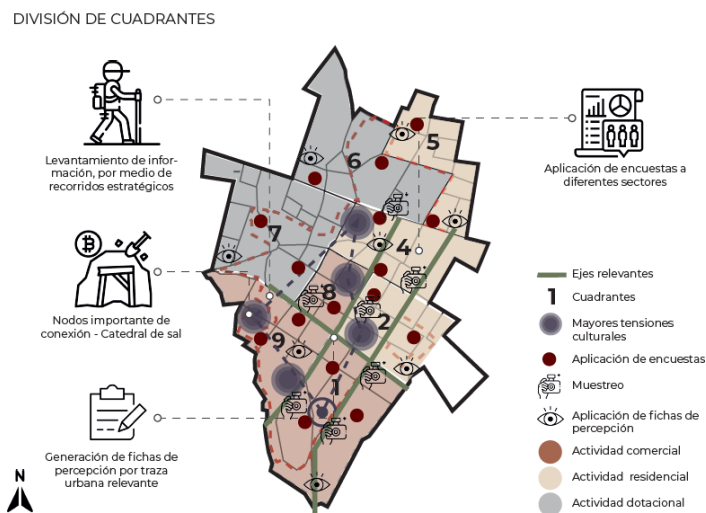 DIVISIÓN DE CUADRANTES
Levantamiento de infor-
mación, por medio de
recorridos estratégicos
Aplicación de encuestas a
diferentes sectores
Nodos importante de
conexión - Catedral de sal
Generación de fichas de
percepción por traza
urbana relevante
N
5
6
7
4
8
2
9
1
Ejes relevantes
1 Cuadrantes
Mayores tensiones
culturales
Aplicación de encuestas
Muestreo
Aplicación de fichas de
percepción
Actividad comercial
Actividad residencial
Actividad dotacional